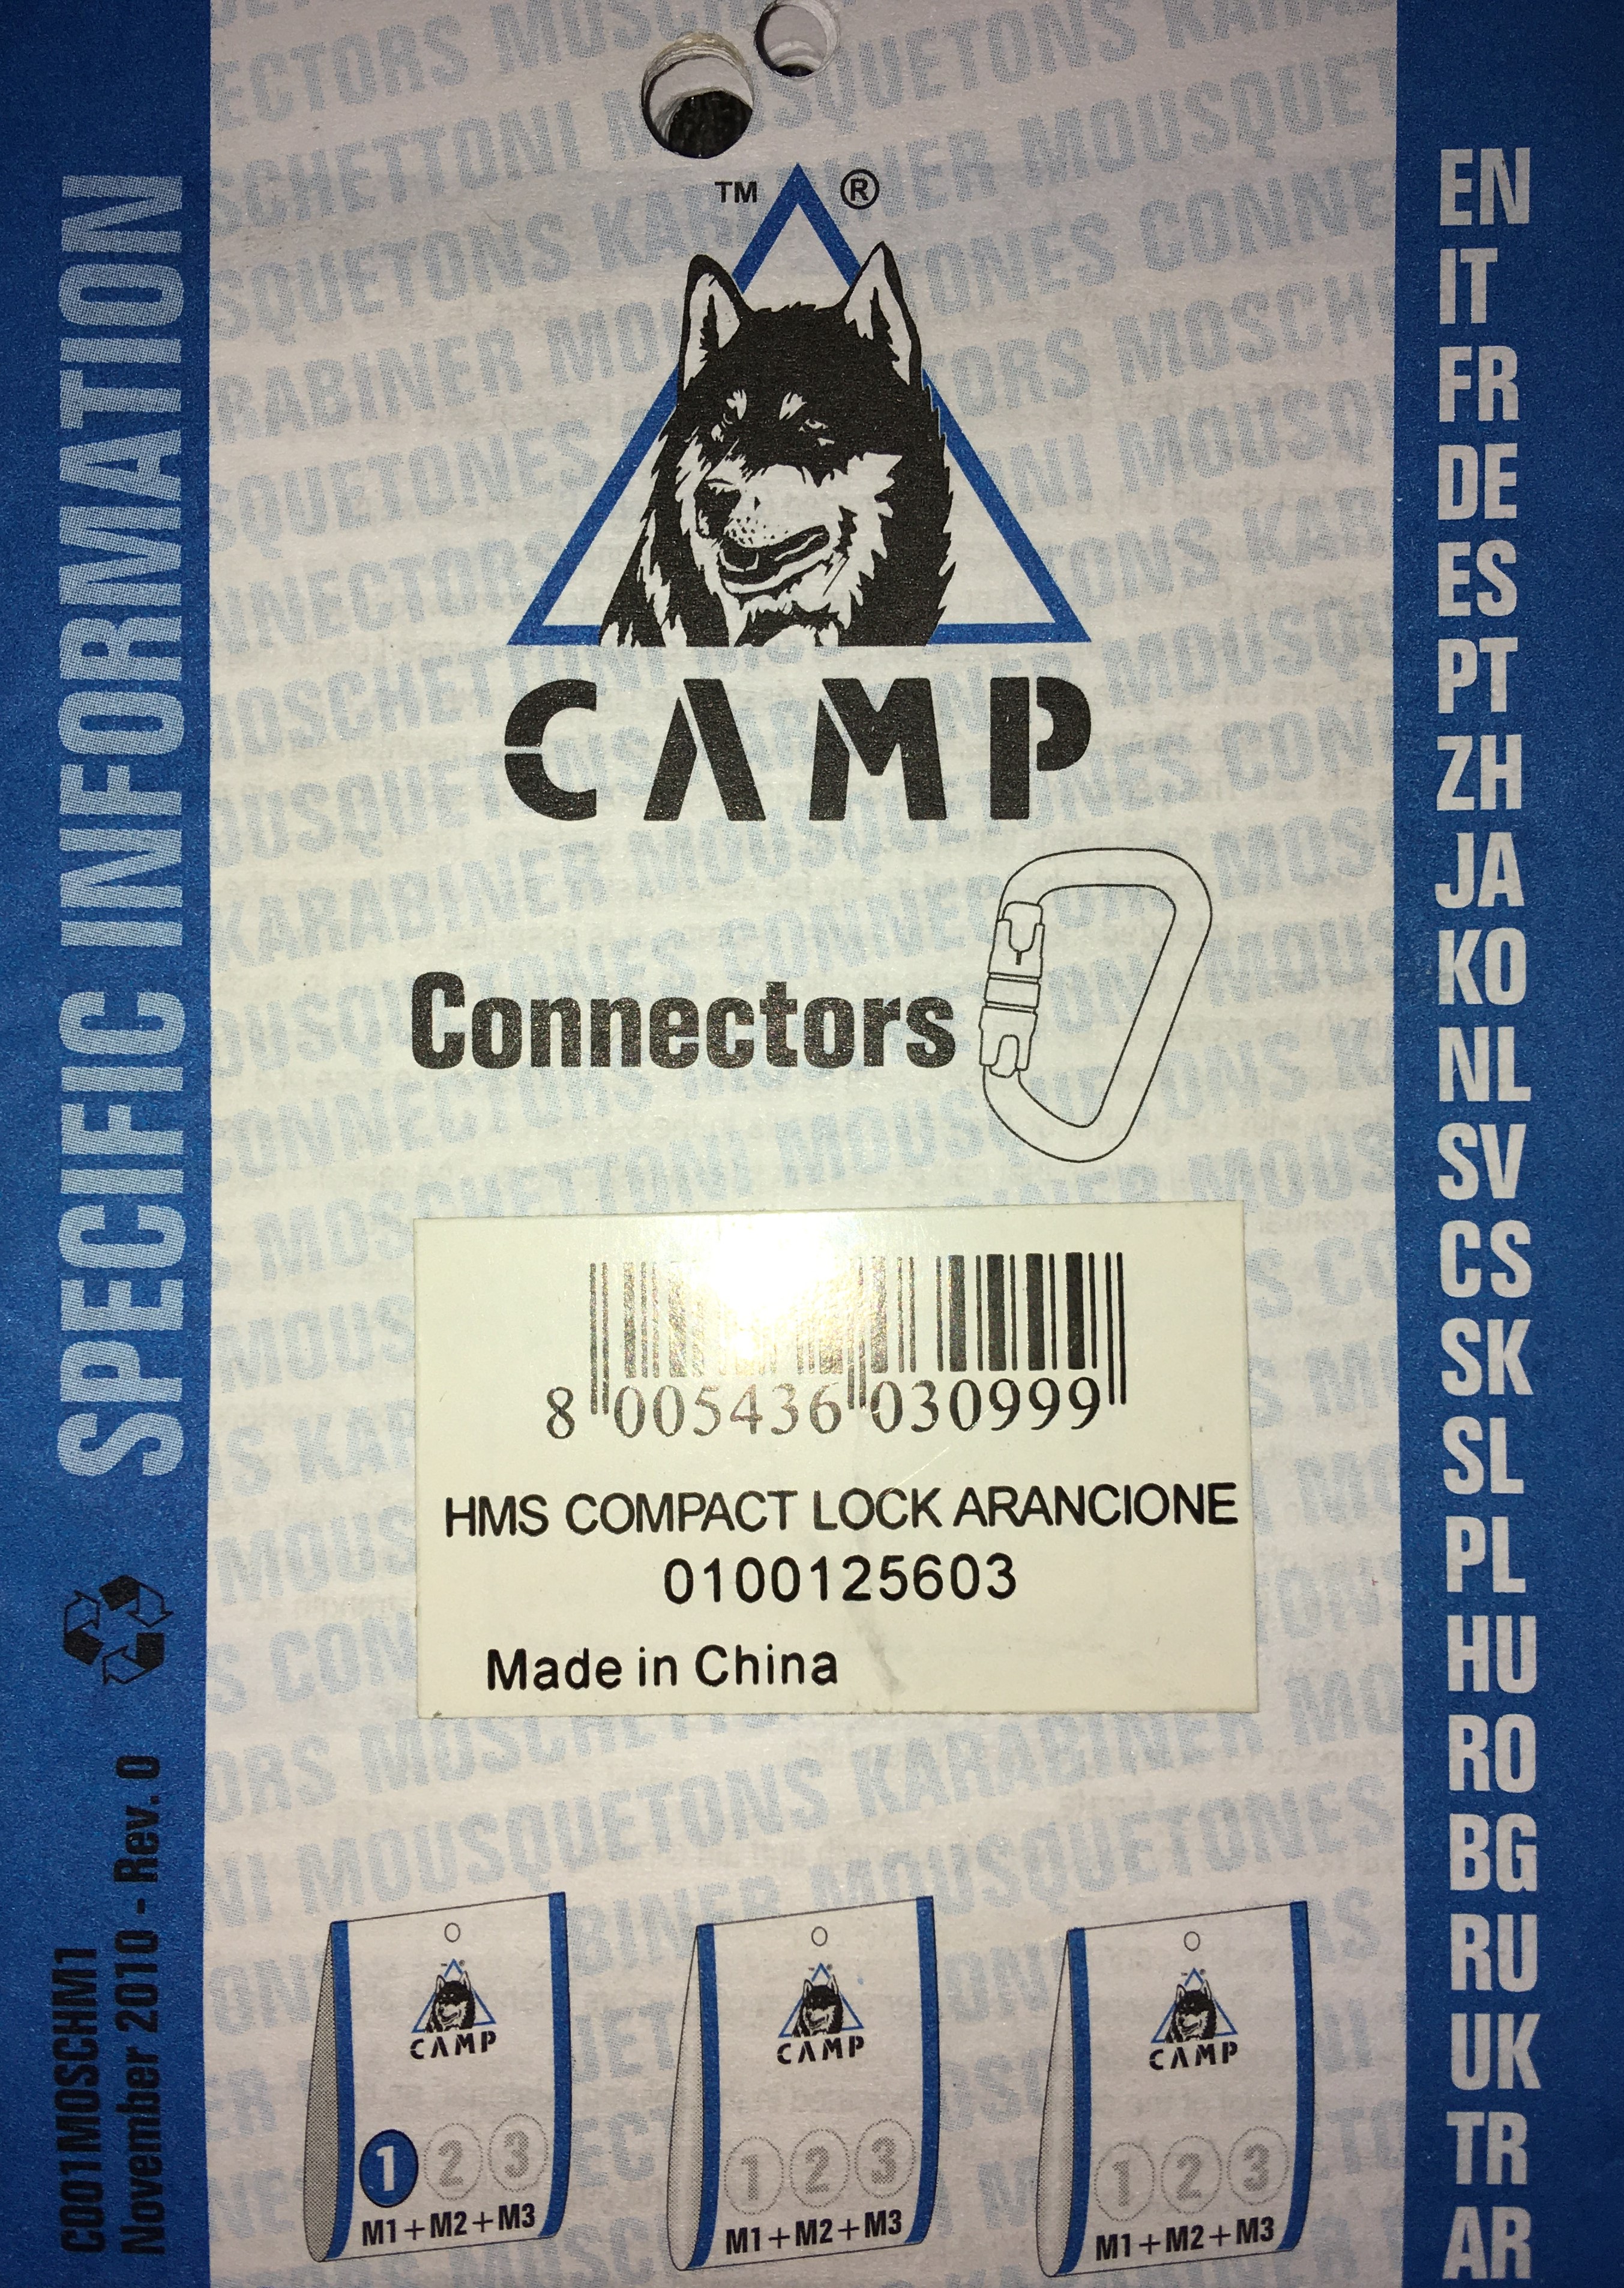 TM ®
CAMP
Connectors
8 005436 030999
HMS COMPACT LOCK ARANCIONE
0100125603
Made in China
SPECIFIC INFORMATION
C001MOSCHM1
November 2010 - Rev. 0
EN
IT
FR
DE
ES
PT
ZH
JA
KO
NL
SV
CS
SK
SL
PL
HU
RO
BG
RU
UK
TR
AR
CAMP
1 2 3
M1+M2+M3
CAMP
1 2 3
M1+M2+M3
CAMP
1 2 3
M1+M2+M3